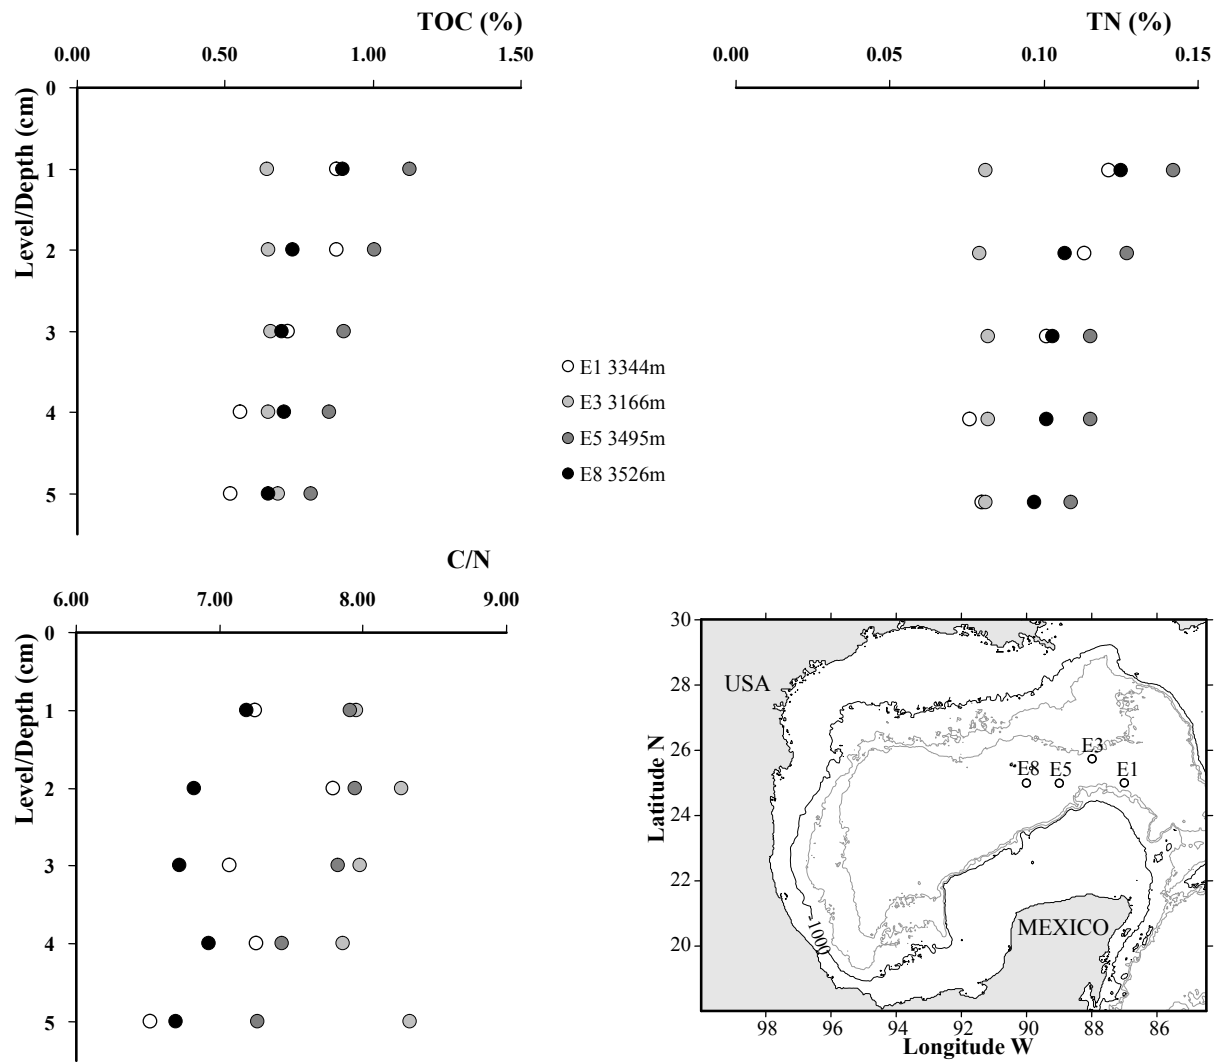 TOC (%)
0.00 0.50 1.00 1.50
Level/Depth (cm)
0
1
2
3
4
5
TN (%)
0.00 0.05 0.10 0.15
E1 3344m
E3 3166m
E5 3495m
E8 3526m
C/N
6.00 7.00 8.00 9.00
Level/Depth (cm)
0
1
2
3
4
5
30
28
26
24
22
20
Latitude N
USA
E3
E8 E5 E1
MEXICO
-1000
98 96 94 92 90 88 86
Longitude W